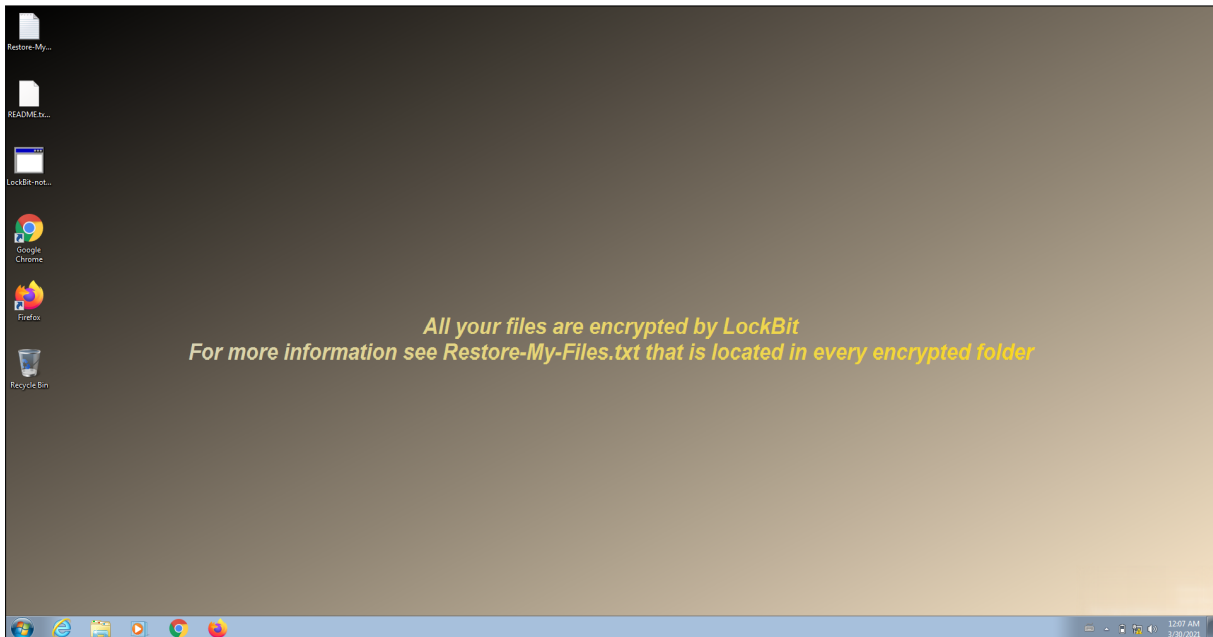 Restore-My...
README.tx...
LockBit-not...
Google
Chrome
Firefox
Recycle Bin
All your files are encrypted by LockBit
For more information see Restore-My-Files.txt that is located in every encrypted folder
12:07 AM
3/30/2021